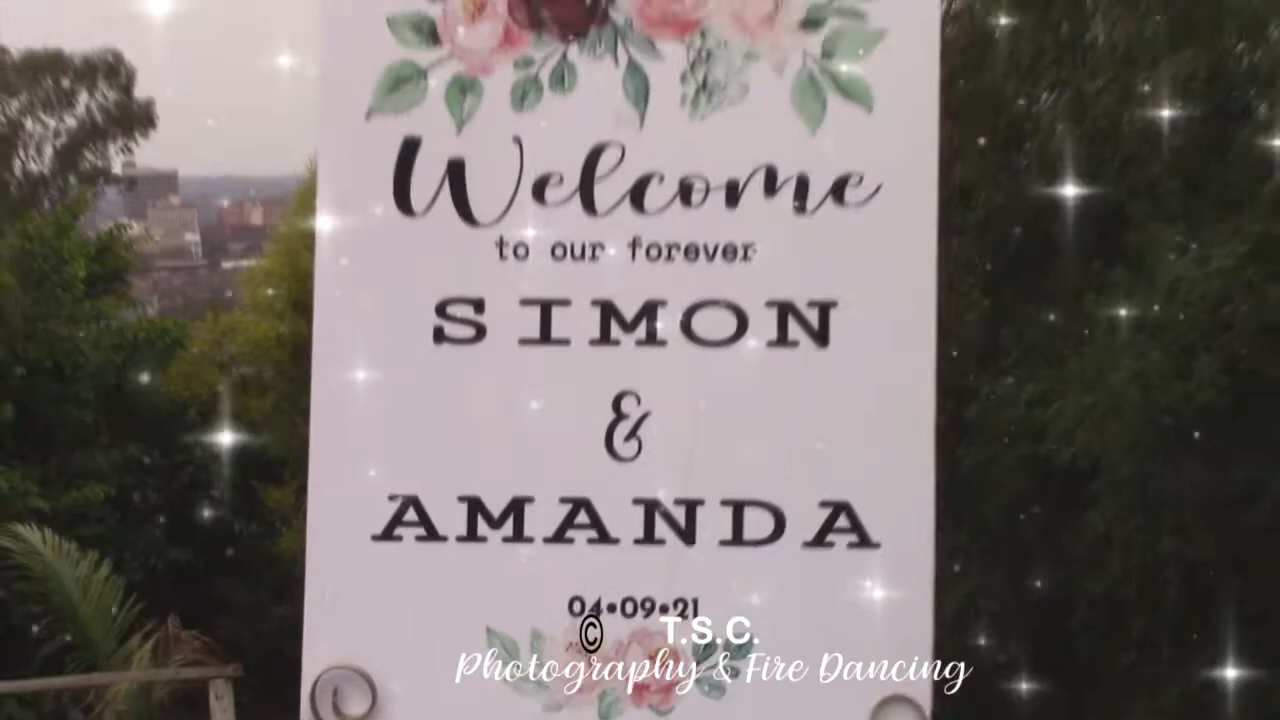 Welcome
to our forever
SIMON
&
AMANDA
04•09•21
© T.S.C.
Photography & Fire Dancing